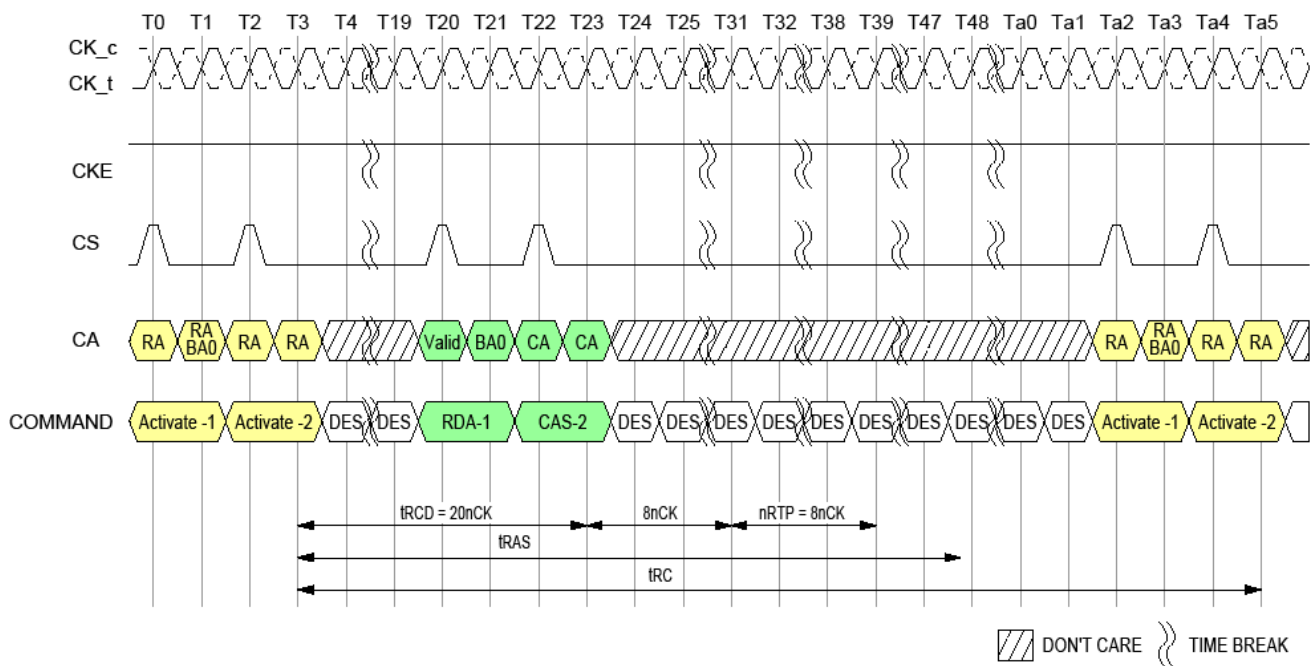 T0 T1 T2 T3 T4 T19 T20 T21 T22 T23 T24 T25 T31 T32 T38 T39 T47 T48 Ta0 Ta1 Ta2 Ta3 Ta4 Ta5
CK_c
CK_t
CKE
CS
CA RA RA BA0 RA RA Valid BA0 CA CA RA RA BA0 RA RA
COMMAND Activate -1 Activate -2 DES DES RDA-1 CAS-2 DES DES DES DES DES DES DES DES DES DES Activate -1 Activate -2
tRCD = 20nCK 8nCK nRTP = 8nCK
tRAS
tRC
DON'T CARE TIME BREAK